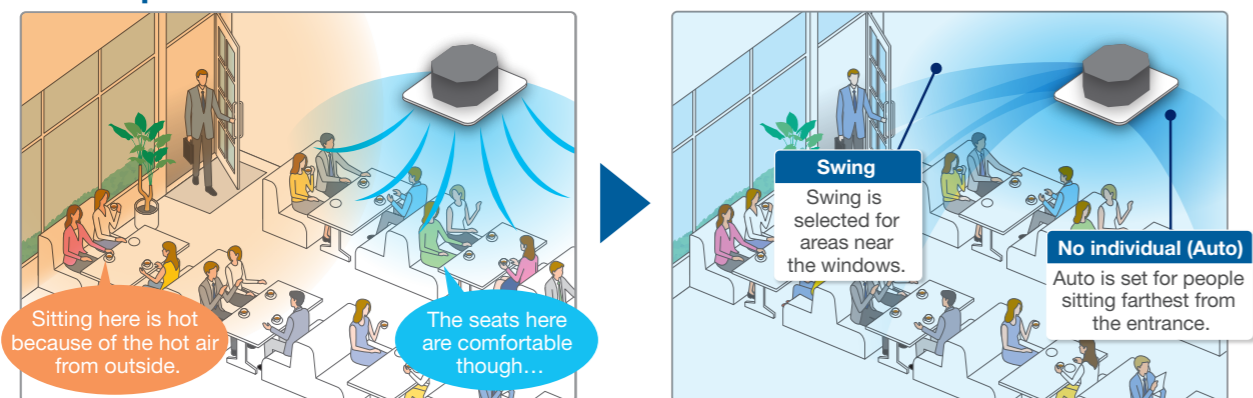 Sitting here is hot
because of the hot air
from outside.
The seats here
are comfortable
though…
Swing
Swing is
selected for
areas near
the windows.
No individual (Auto)
Auto is set for people
sitting farthest from
the entrance.